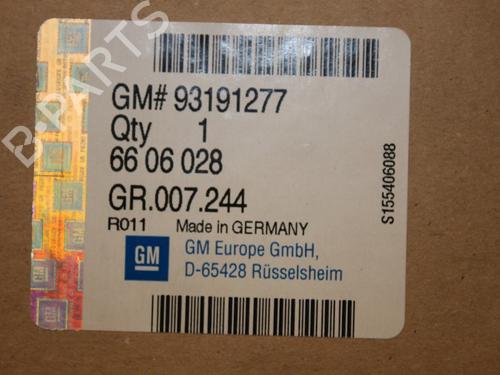 B-PARTS
GM# 93191277
Qty 1
66 06 028
GR.007.244
R011 Made in GERMANY
GM
GM Europe GmbH,
D-65428 Rüsselsheim
S155406088